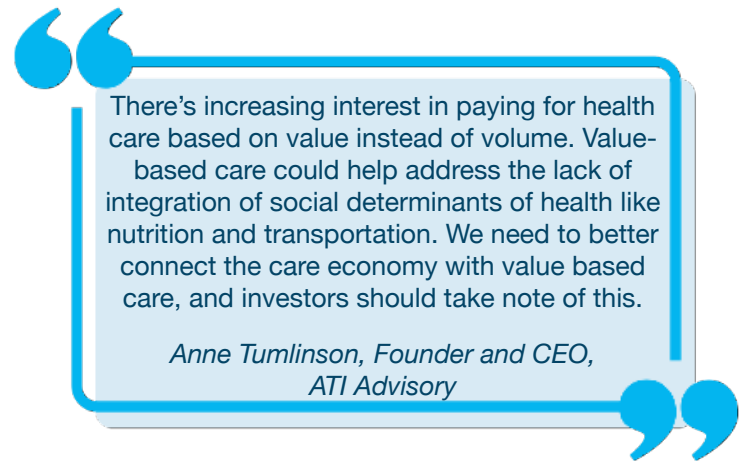 There’s increasing interest in paying for health
care based on value instead of volume. Value-
based care could help address the lack of
integration of social determinants of health like
nutrition and transportation. We need to better
connect the care economy with value based
care, and investors should take note of this.
Anne Tumlinson, Founder and CEO,
ATI Advisory